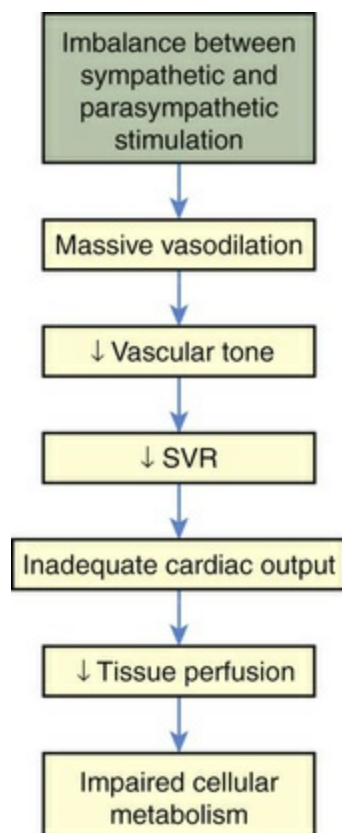 Imbalance between
sympathetic and
parasympathetic
stimulation
Massive vasodilation
↓ Vascular tone
↓ SVR
Inadequate cardiac output
↓ Tissue perfusion
Impaired cellular
metabolism